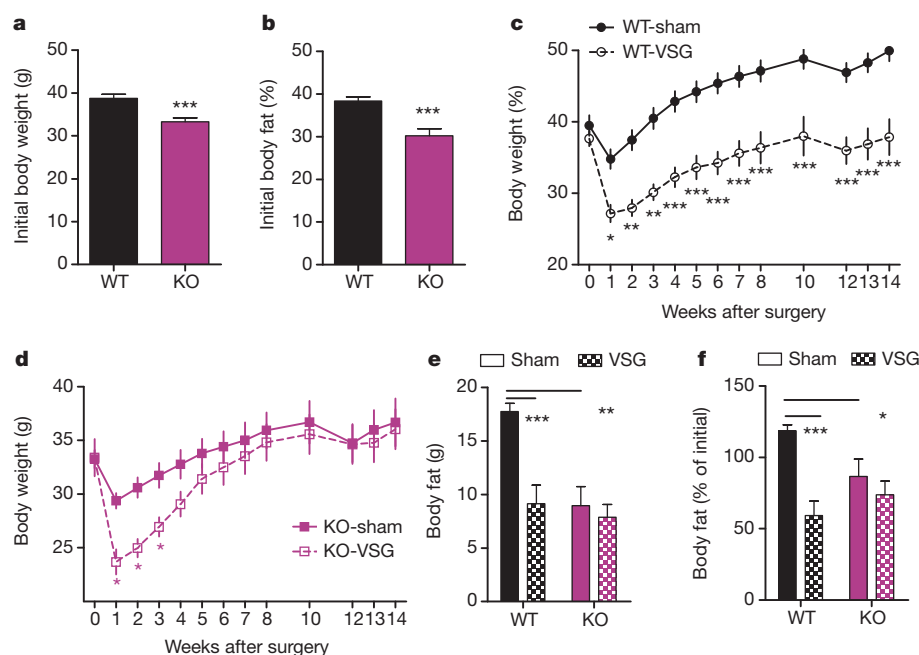 a
Initial body weight (g)
50
40
30
20
10
0
***
WT
KO
b
Initial body fat (%)
50
40
30
20
10
0
***
WT
KO
c
WT-sham
WT-VSG
Body weight (%)
50
40
30
20
* ** ** *** *** *** *** *** *** *** *** ***
0 1 2 3 4 5 6 7 8 10 12 13 14
Weeks after surgery
d
Body weight (g)
40
35
30
25
* * *
KO-sham
KO-VSG
0 1 2 3 4 5 6 7 8 10 12 13 14
Weeks after surgery
e
Sham
VSG
Body fat (g)
20
15
10
5
0
***
**
WT
KO
f
Sham
VSG
Body fat (% of initial)
150
100
50
0
***
*
WT
KO